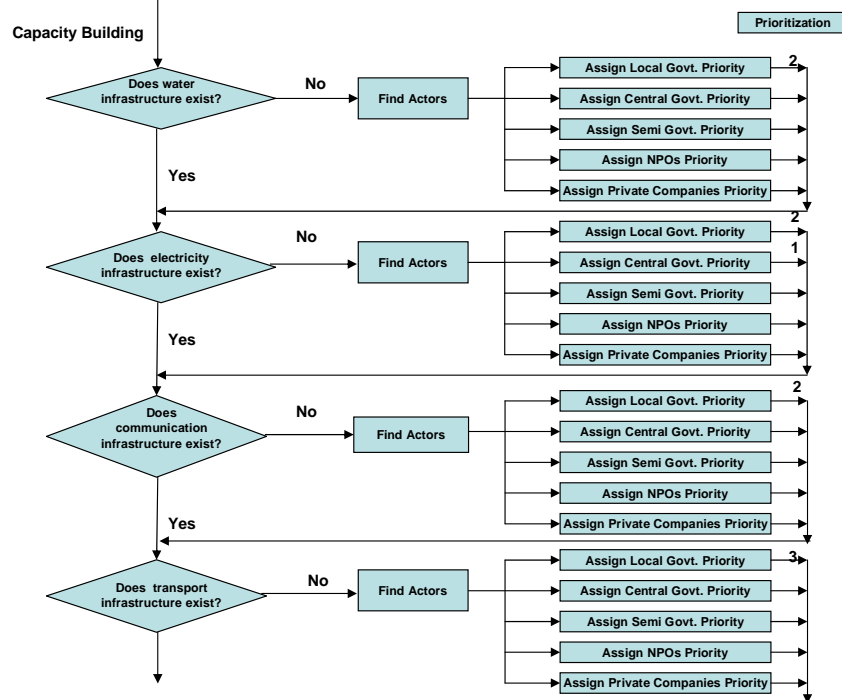 Capacity Building
Prioritization
Does water
infrastructure exist?
No
Find Actors
Assign Local Govt. Priority
2
Assign Central Govt. Priority
Assign Semi Govt. Priority
Assign NPOs Priority
Assign Private Companies Priority
Yes
Does electricity
infrastructure exist?
No
Find Actors
2
Assign Local Govt. Priority
1
Assign Central Govt. Priority
Assign Semi Govt. Priority
Assign NPOs Priority
Assign Private Companies Priority
Yes
Does
communication
infrastructure exist?
No
Find Actors
2
Assign Local Govt. Priority
Assign Central Govt. Priority
Assign Semi Govt. Priority
Assign NPOs Priority
Assign Private Companies Priority
Yes
Does transport
infrastructure exist?
No
Find Actors
Assign Local Govt. Priority
3
Assign Central Govt. Priority
Assign Semi Govt. Priority
Assign NPOs Priority
Assign Private Companies Priority